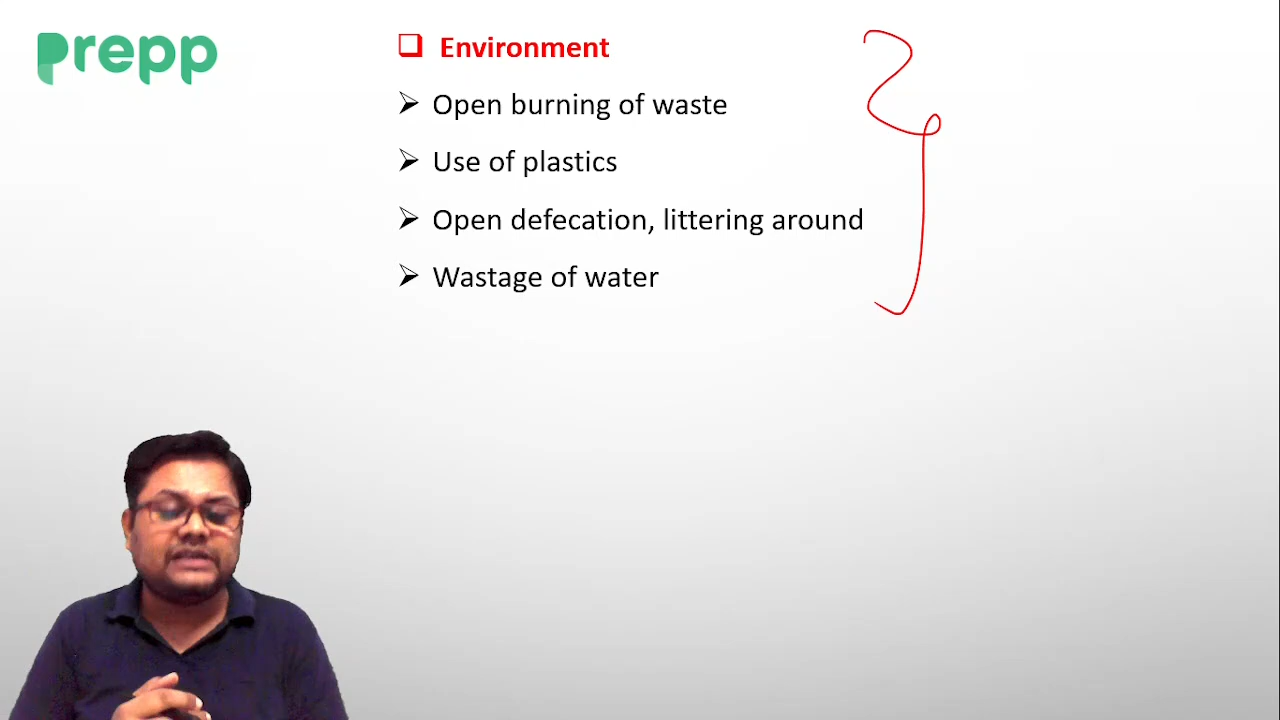 prepp
❑ Environment
➢ Open burning of waste
➢ Use of plastics
➢ Open defecation, littering around
➢ Wastage of water